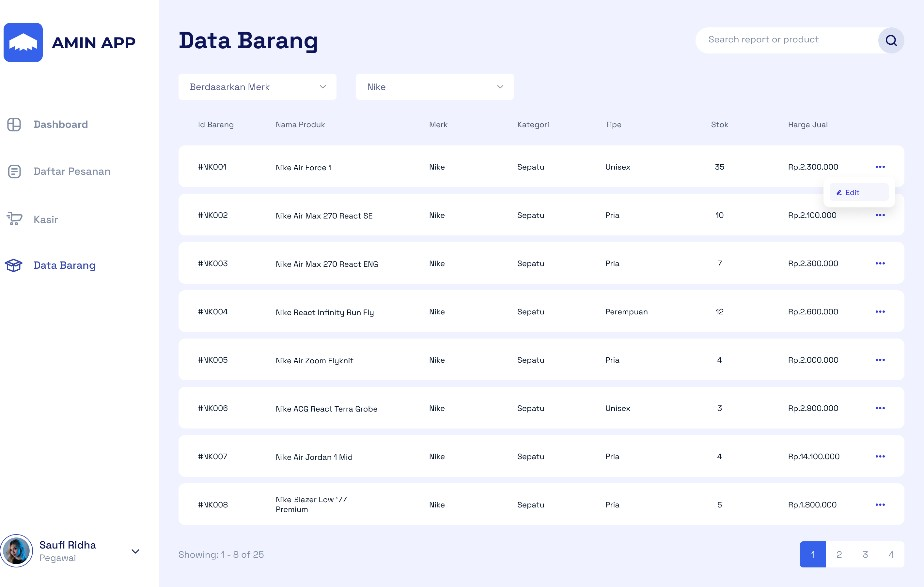 AMIN APP
Dashboard
Daftar Pesanan
Kasir
Data Barang
Saufi Ridha
Pegawai
Data Barang
Search report or product
Berdasarkan Merk
Nike
Id Barang Nama Produk Merk Kategori Tipe Stok Harga Jual
#NK001 Nike Air Force 1 Nike Sepatu Unisex 35 Rp.2.300.000
Edit
#NK002 Nike Air Max 270 React SE Nike Sepatu Pria 10 Rp.2.100.000
#NK003 Nike Air Max 270 React ENG Nike Sepatu Pria 7 Rp.2.300.000
#NK004 Nike React Infinity Run Fly Nike Sepatu Perempuan 12 Rp.2.600.000
#NK005 Nike Air Zoom Flyknit Nike Sepatu Pria 4 Rp.2.000.000
#NK006 Nike ACG React Terra Grobe Nike Sepatu Unisex 3 Rp.2.900.000
#NK007 Nike Air Jordan 1 Mid Nike Sepatu Pria 4 Rp.14.100.000
#NK008 Nike Blazer Low '77 Premium Nike Sepatu Pria 5 Rp.1.800.000
Showing: 1 - 8 of 25
1 2 3 4